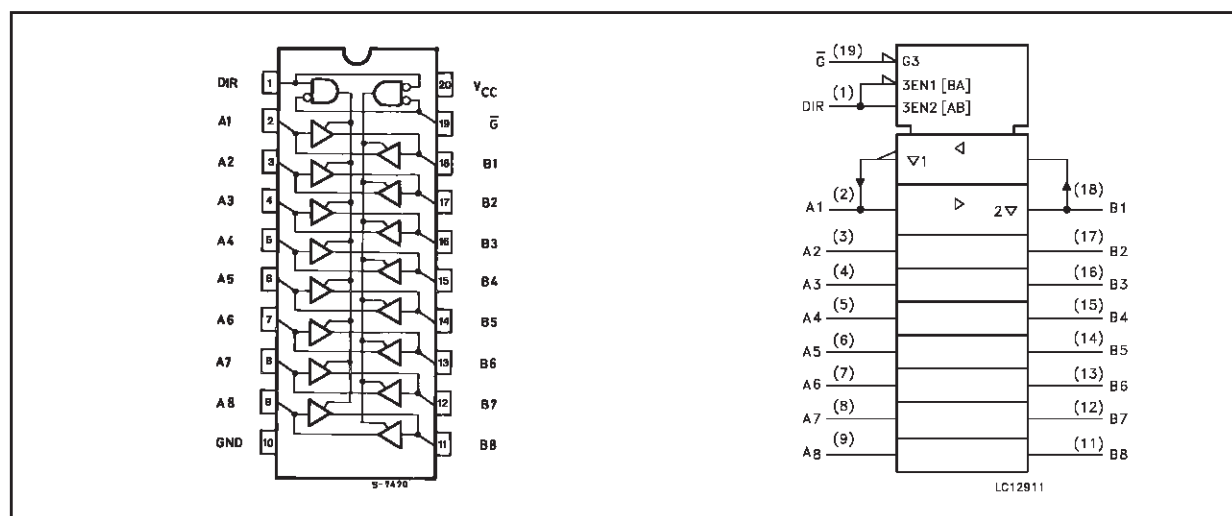 DIR 1 20 VCC
A1 2 19 G̅
A2 3 18 B1
A3 4 17 B2
A4 5 16 B3
A5 6 15 B4
A6 7 14 B5
A7 8 13 B6
A8 9 12 B7
GND 10 11 B8
S-7470
G̅ (19) G3
3EN1 [BA]
DIR (1) 3EN2 [AB]
▽1 ◁
A1 (2) ▷ 2▽ (18) B1
A2 (3) (17) B2
A3 (4) (16) B3
A4 (5) (15) B4
A5 (6) (14) B5
A6 (7) (13) B6
A7 (8) (12) B7
A8 (9) (11) B8
LC12911